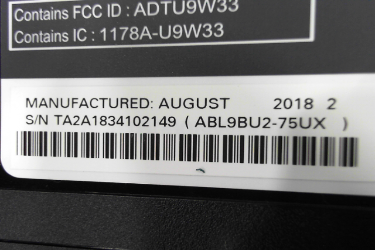 Contains FCC ID : ADTU9W33
Contains IC : 1178A-U9W33
MANUFACTURED: AUGUST 2018 2
S/N TA2A1834102149 ( ABL9BU2-75UX )